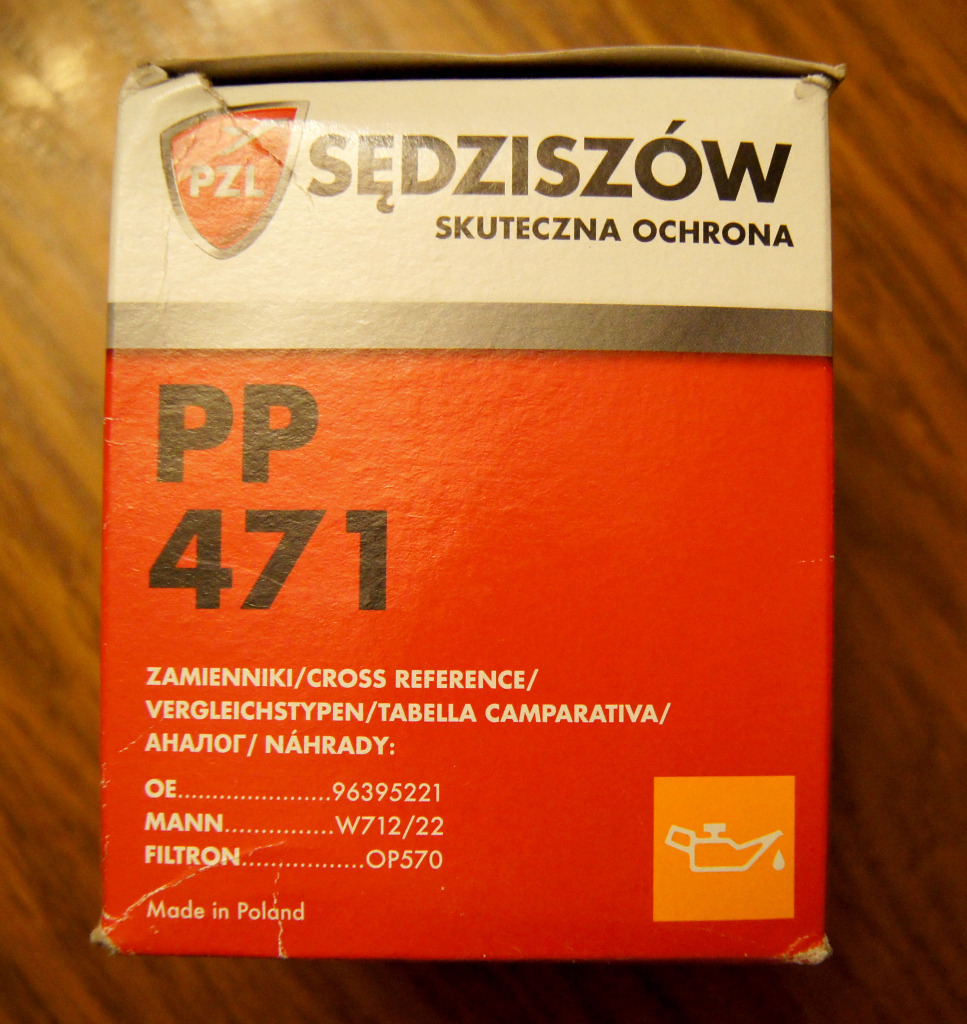 PZL
SĘDZISZÓW
SKUTECZNA OCHRONA
PP
471
ZAMIENNIKI/CROSS REFERENCE/
VERGLEICHSTYPEN/TABELLA CAMPARATIVA/
АНАЛОГ/ NÁHRADY:
OE......................96395221
MANN................W712/22
FILTRON..................OP570
Made in Poland